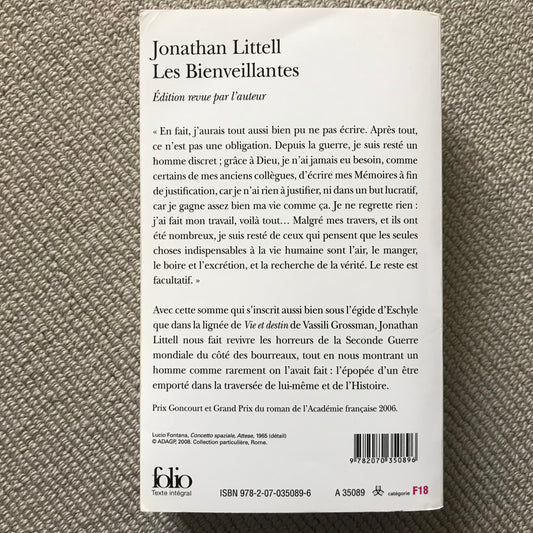 Jonathan Littell
Les Bienveillantes
Édition revue par l'auteur
« En fait, j'aurais tout aussi bien pu ne pas écrire. Après tout,
ce n'est pas une obligation. Depuis la guerre, je suis resté un
homme discret ; grâce à Dieu, je n'ai jamais eu besoin, comme
certains de mes anciens collègues, d'écrire mes Mémoires à fin
de justification, car je n'ai rien à justifier, ni dans un but lucratif,
car je gagne assez bien ma vie comme ça. Je ne regrette rien :
j'ai fait mon travail, voilà tout... Malgré mes travers, et ils ont
été nombreux, je suis resté de ceux qui pensent que les seules
choses indispensables à la vie humaine sont l'air, le manger,
le boire et l'excrétion, et la recherche de la vérité. Le reste est
facultatif. »
Avec cette somme qui s'inscrit aussi bien sous l'égide d'Eschyle
que dans la lignée de Vie et destin de Vassili Grossman, Jonathan
Littell nous fait revivre les horreurs de la Seconde Guerre
mondiale du côté des bourreaux, tout en nous montrant un
homme comme rarement on l'avait fait : l'épopée d'un être
emporté dans la traversée de lui-même et de l'Histoire.
Prix Goncourt et Grand Prix du roman de l'Académie française 2006.
Lucio Fontana, Concetto spaziale, Attese, 1965 (détail)
© ADAGP, 2008. Collection particulière, Rome.
9 782070 350896
folio
Texte intégral
ISBN 978-2-07-035089-6 A 35089 catégorie F18